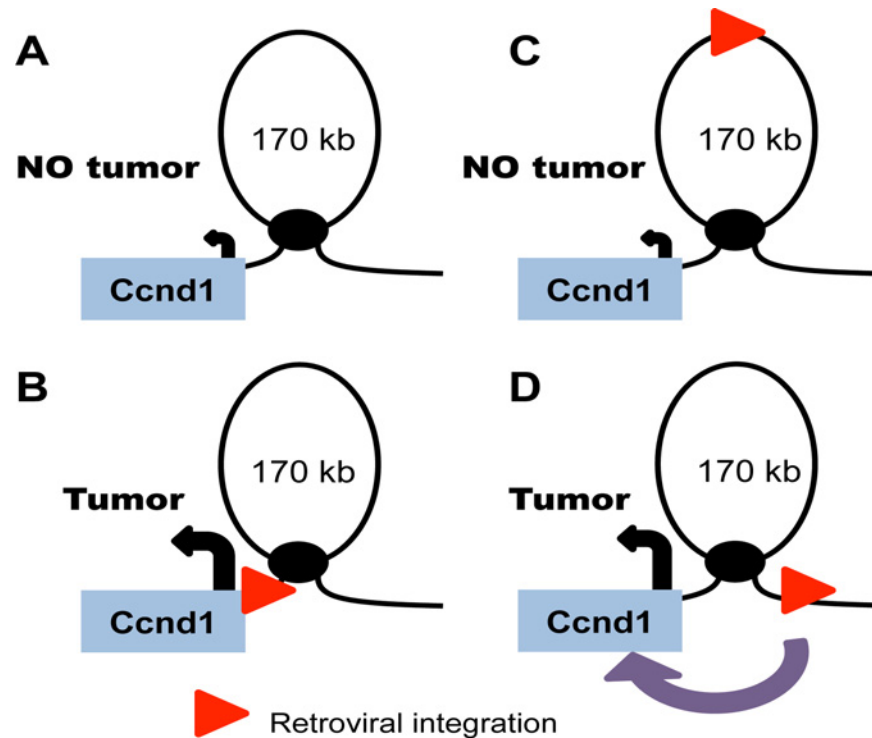 A
170 kb
NO tumor
Ccnd1
C
170 kb
NO tumor
Ccnd1
B
170 kb
Tumor
Ccnd1
D
170 kb
Tumor
Ccnd1
Retroviral integration